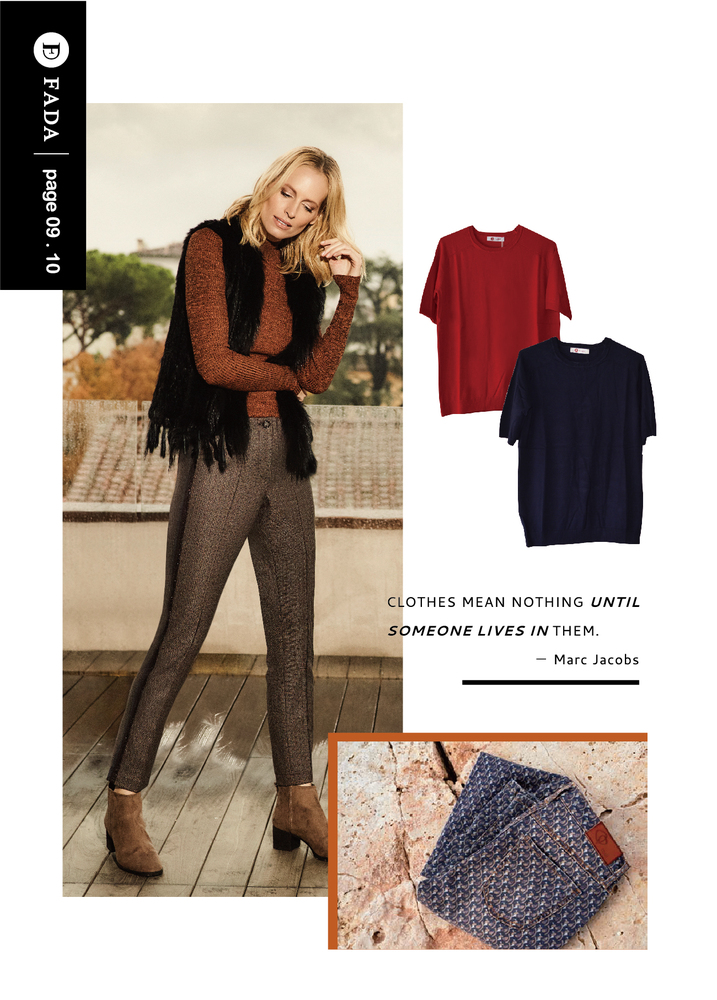 FADA
page 09 . 10
CLOTHES MEAN NOTHING UNTIL
SOMEONE LIVES IN THEM.
— Marc Jacobs